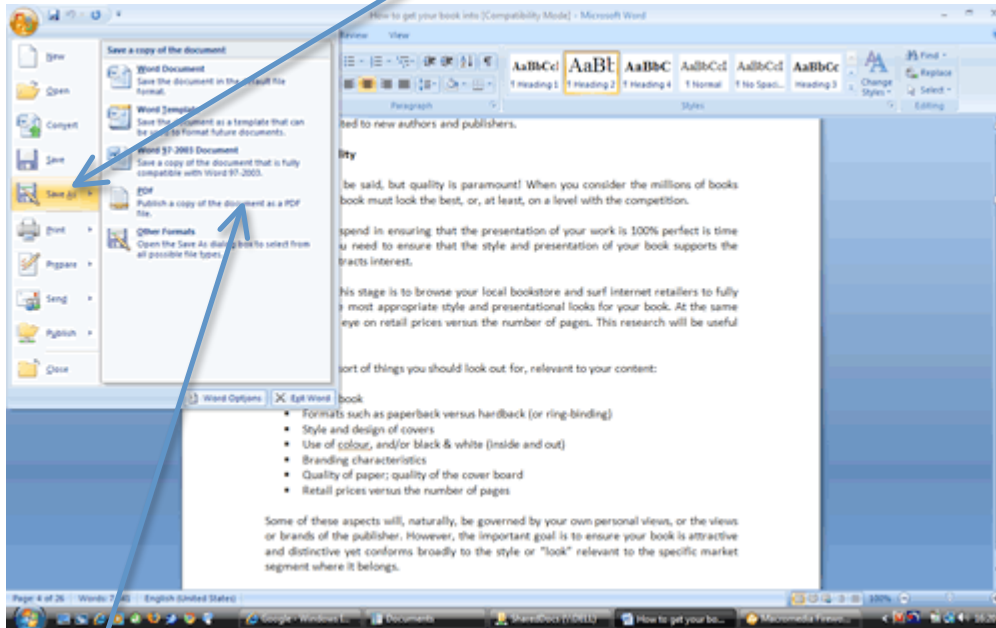 How to get your book into [Compatibility Mode] - Microsoft Word
Review View
New
Open
Convert
Save
Save As
Print
Prepare
Send
Publish
Close
Save a copy of the document
Word Document
Save the document in the default file
format.
Word Template
Save the document as a template that can
be used to format future documents.
Word 97-2003 Document
Save a copy of the document that is fully
compatible with Word 97-2003.
PDF
Publish a copy of the document as a PDF
file.
Other Formats
Open the Save As dialog box to select from
all possible file types.
Word Options Exit Word
AaBbCcI AaBb AaBbC AaBbCcI AaBbCcI AaBbCc
Heading 1 Heading 2 Heading 4 Normal No Spaci... Heading 3
Change
Styles
Find
Replace
Select
Paragraph Styles Editing
ted to new authors and publishers.
lity
be said, but quality is paramount! When you consider the millions of books
book must look the best, or, at least, on a level with the competition.
spend in ensuring that the presentation of your work is 100% perfect is time
u need to ensure that the style and presentation of your book supports the
tracts interest.
his stage is to browse your local bookstore and surf internet retailers to fully
most appropriate style and presentational looks for your book. At the same
eye on retail prices versus the number of pages. This research will be useful
sort of things you should look out for, relevant to your content:
book
• Formats such as paperback versus hardback (or ring-binding)
• Style and design of covers
• Use of colour, and/or black & white (inside and out)
• Branding characteristics
• Quality of paper; quality of the cover board
• Retail prices versus the number of pages
Some of these aspects will, naturally, be governed by your own personal views, or the views
or brands of the publisher. However, the important goal is to ensure your book is attractive
and distinctive yet conforms broadly to the style or "look" relevant to the specific market
segment where it belongs.
Page: 4 of 26 Words: English (United States) 100%
Google - Windows I... Documents SharedDocs (\\DELL) How to get your bo... Macromedia Firewo... 16:20